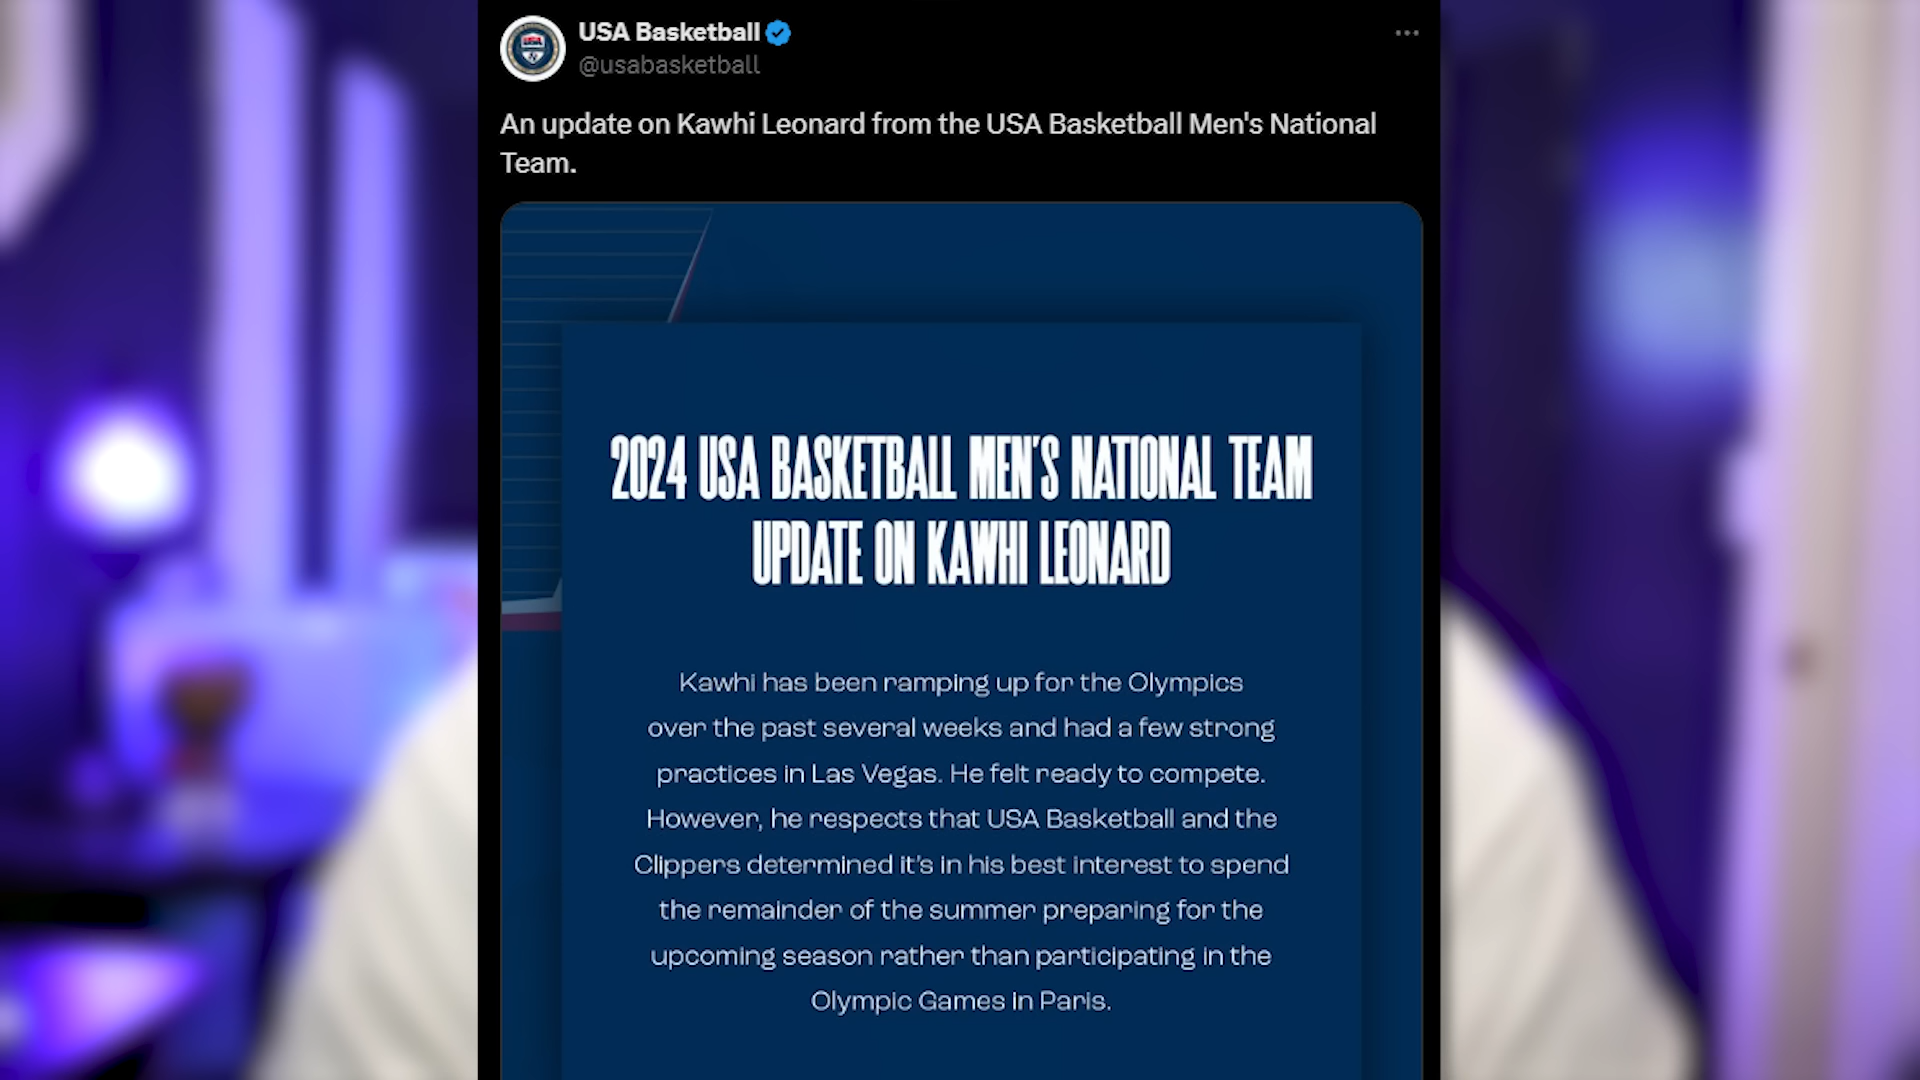 USA Basketball
@usabasketball
An update on Kawhi Leonard from the USA Basketball Men's National
Team.
2024 USA BASKETBALL MEN'S NATIONAL TEAM
UPDATE ON KAWHI LEONARD
Kawhi has been ramping up for the Olympics
over the past several weeks and had a few strong
practices in Las Vegas. He felt ready to compete.
However, he respects that USA Basketball and the
Clippers determined it's in his best interest to spend
the remainder of the summer preparing for the
upcoming season rather than participating in the
Olympic Games in Paris.